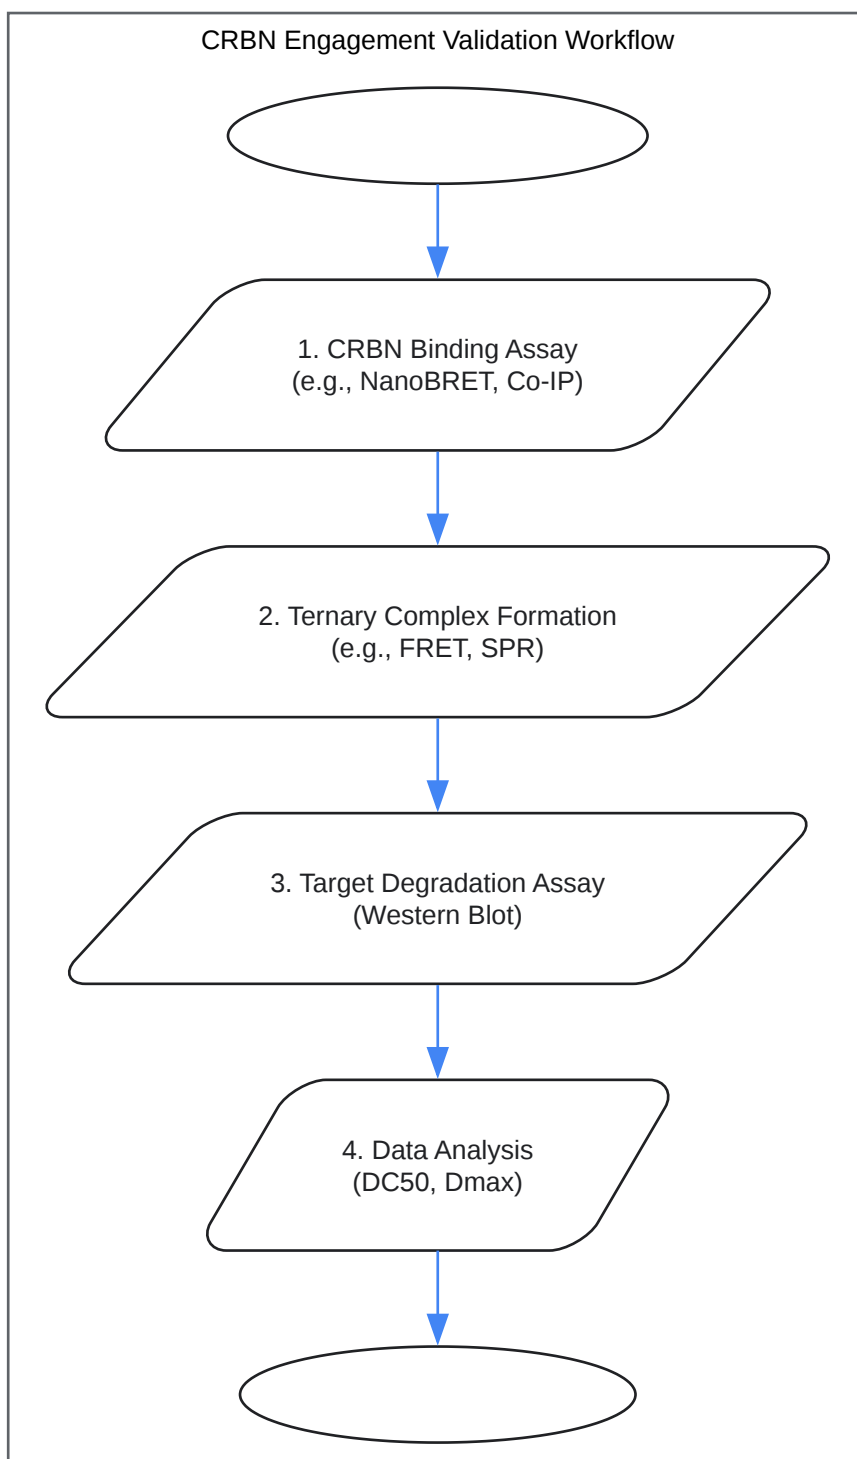 CRBN Engagement Validation Workflow
1. CRBN Binding Assay
(e.g., NanoBRET, Co-IP)
2. Ternary Complex Formation
(e.g., FRET, SPR)
3. Target Degradation Assay
(Western Blot)
4. Data Analysis
(DC50, Dmax)